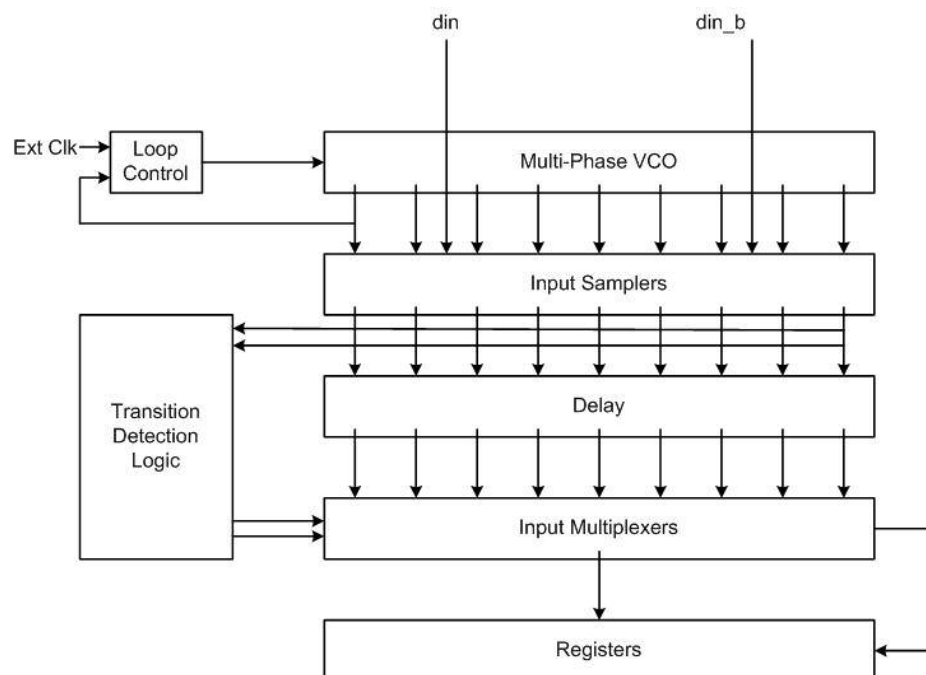 din
din_b
Ext Clk
Loop
Control
Multi-Phase VCO
Input Samplers
Transition
Detection
Logic
Delay
Input Multiplexers
Registers